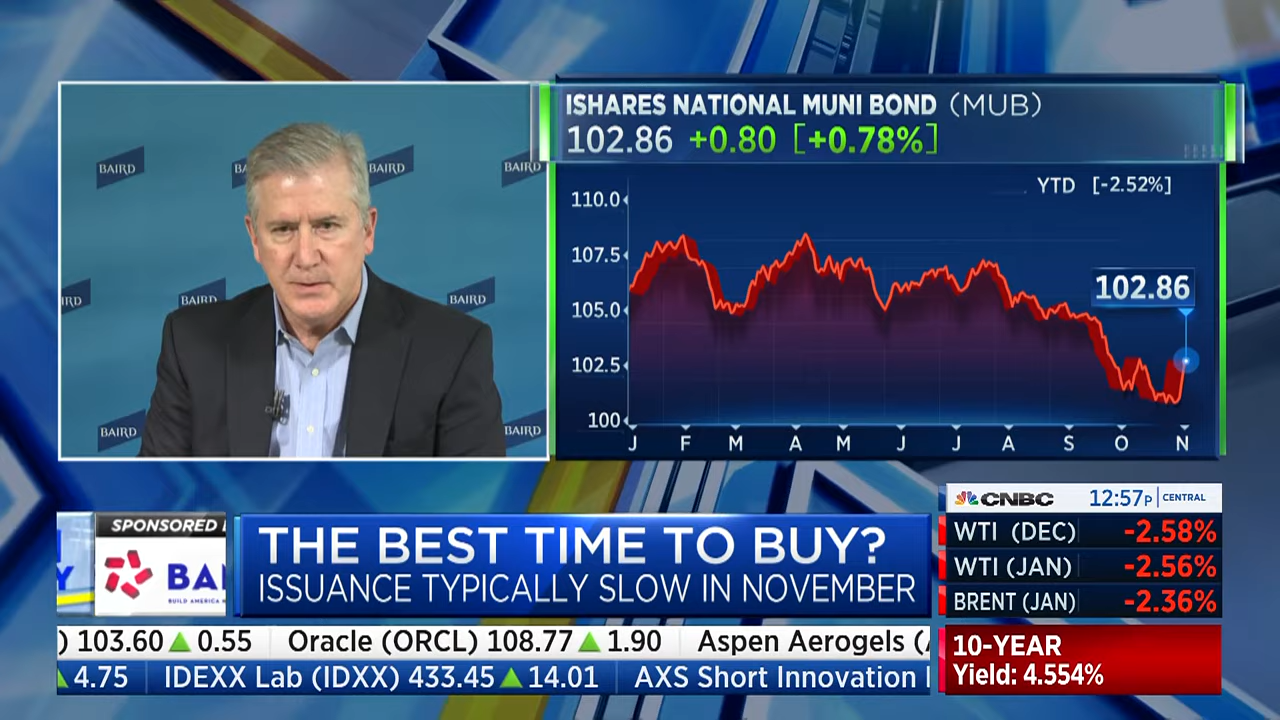 BAIRD
BAIRD
BAIRD
BAIRD
BAIRD
BAIRD
BAIRD
BAIRD
ISHARES NATIONAL MUNI BOND (MUB)
102.86 +0.80 [+0.78%]
YTD [-2.52%]
110.0
107.5
105.0
102.5
100
102.86
J F M A M J J A S O N
SPONSORED
BUILD AMERICA
THE BEST TIME TO BUY?
ISSUANCE TYPICALLY SLOW IN NOVEMBER
CNBC 12:57P CENTRAL
WTI (DEC) -2.58%
WTI (JAN) -2.56%
BRENT (JAN) -2.36%
10-YEAR
Yield: 4.554%
) 103.60 ▲ 0.55 Oracle (ORCL) 108.77 ▲ 1.90 Aspen Aerogels (
▲ 4.75 IDEXX Lab (IDXX) 433.45 ▲ 14.01 AXS Short Innovation